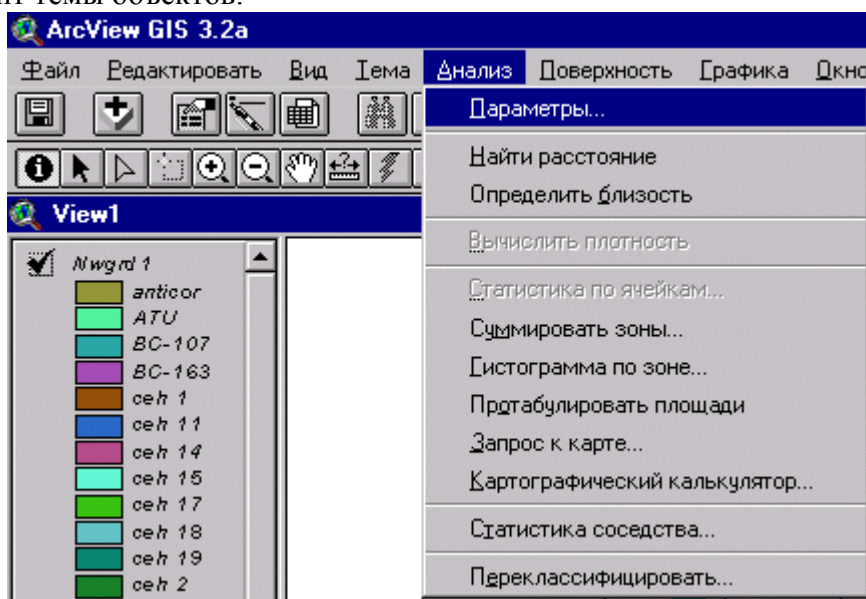 ент темы объектов.
ArcView GIS 3.2a
Файл Редактировать Вид Тема Анализ Поверхность Графика Окно
Параметры...
Найти расстояние
Определить близость
Вычислить плотность
Статистика по ячейкам...
Суммировать зоны...
Гистограмма по зоне...
Протабулировать площади
Запрос к карте...
Картографический калькулятор...
Статистика соседства...
Переклассифицировать...
View1
Nwgrd 1
anticor
ATU
BC-107
BC-163
ceh 1
ceh 11
ceh 14
ceh 15
ceh 17
ceh 18
ceh 19
ceh 2